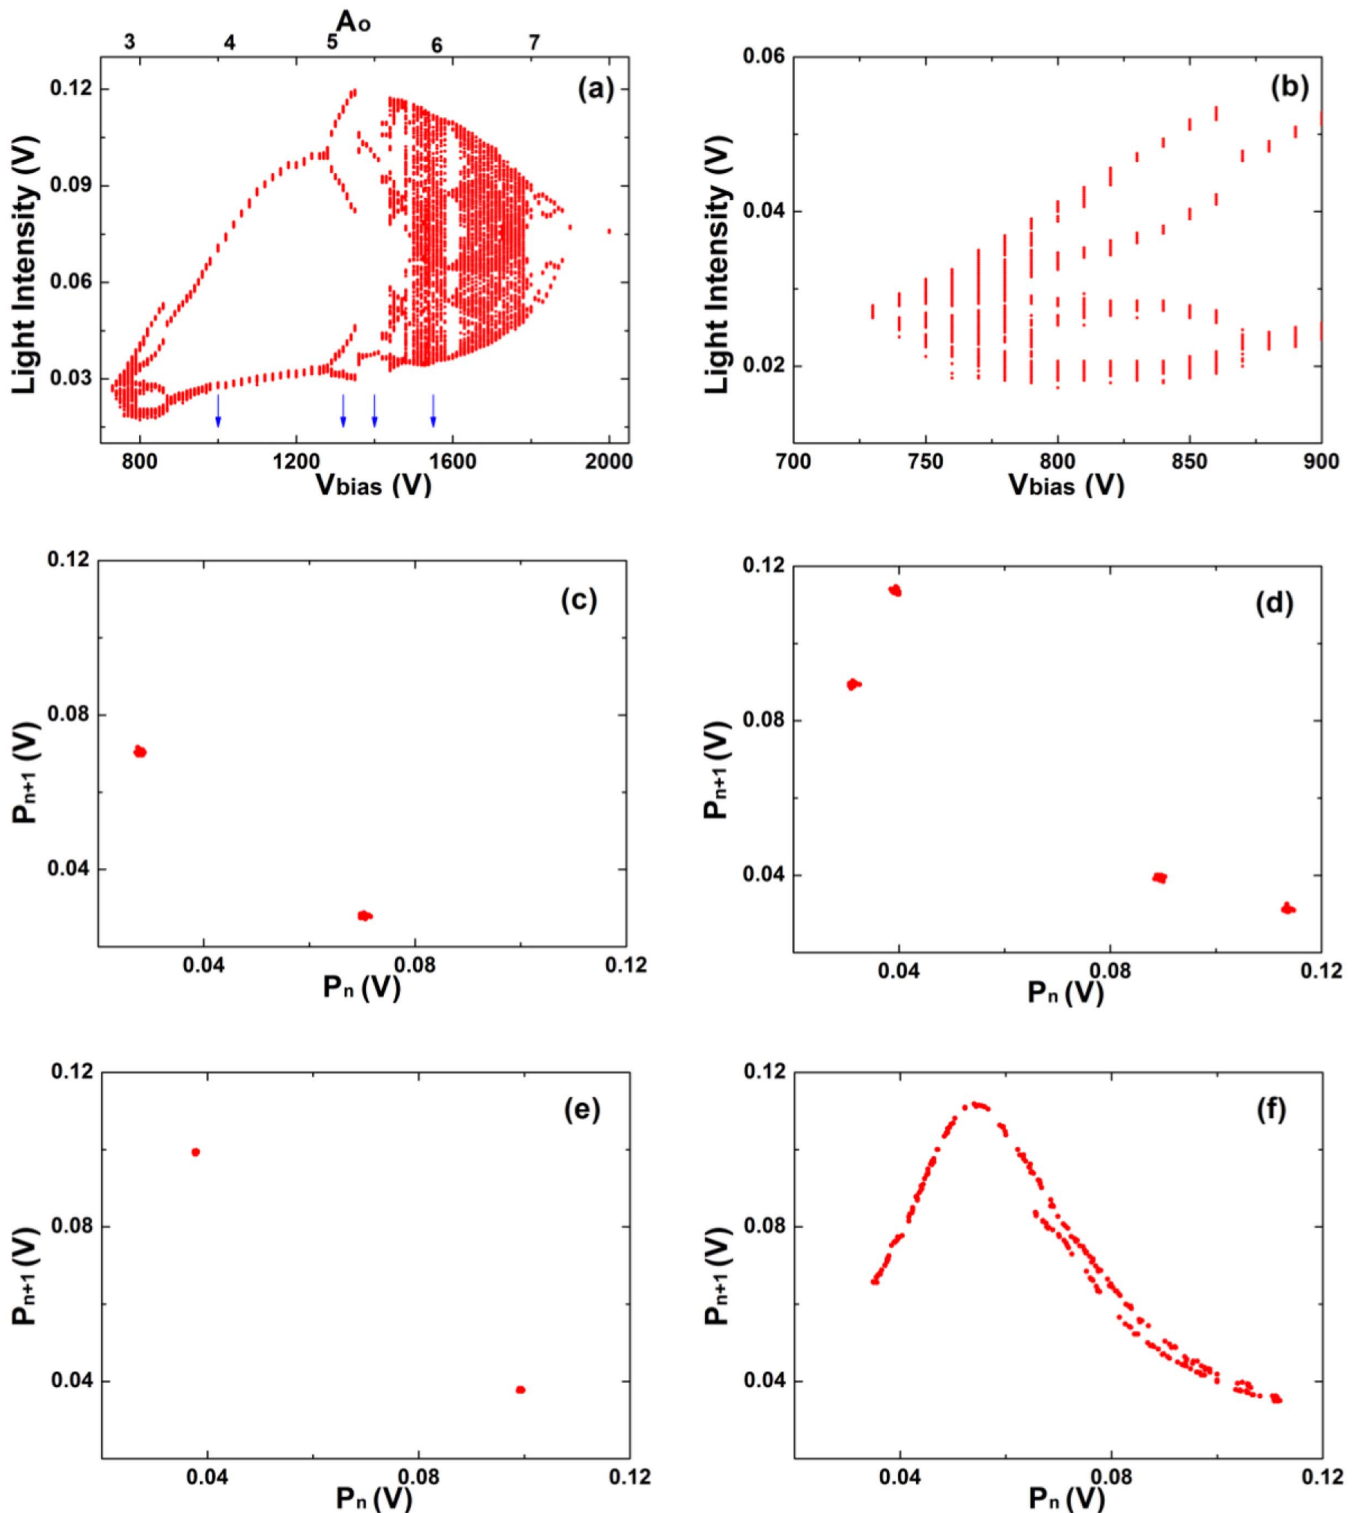 Ao
3 4 5 6 7
(a)
0.12
0.09
0.06
0.03
Light Intensity (V)
800 1200 1600 2000
Vbias (V)
(b)
0.06
0.04
0.02
Light Intensity (V)
700 750 800 850 900
Vbias (V)
(c)
0.12
0.08
0.04
Pn+1 (V)
0.04 0.08 0.12
Pn (V)
(d)
0.12
0.08
0.04
Pn+1 (V)
0.04 0.08 0.12
Pn (V)
(e)
0.12
0.08
0.04
Pn+1 (V)
0.04 0.08 0.12
Pn (V)
(f)
0.12
0.08
0.04
Pn+1 (V)
0.04 0.08 0.12
Pn (V)